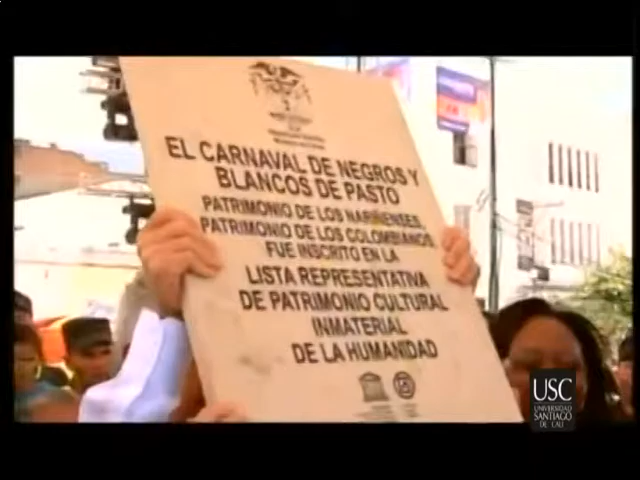 EL CARNAVAL DE NEGROS Y
BLANCOS DE PASTO
PATRIMONIO DE LOS NARIÑENSES,
PATRIMONIO DE LOS COLOMBIANOS,
FUE INSCRITO EN LA
LISTA REPRESENTATIVA
DE PATRIMONIO CULTURAL
INMATERIAL
DE LA HUMANIDAD
USC
UNIVERSIDAD
SANTIAGO
DE CALI